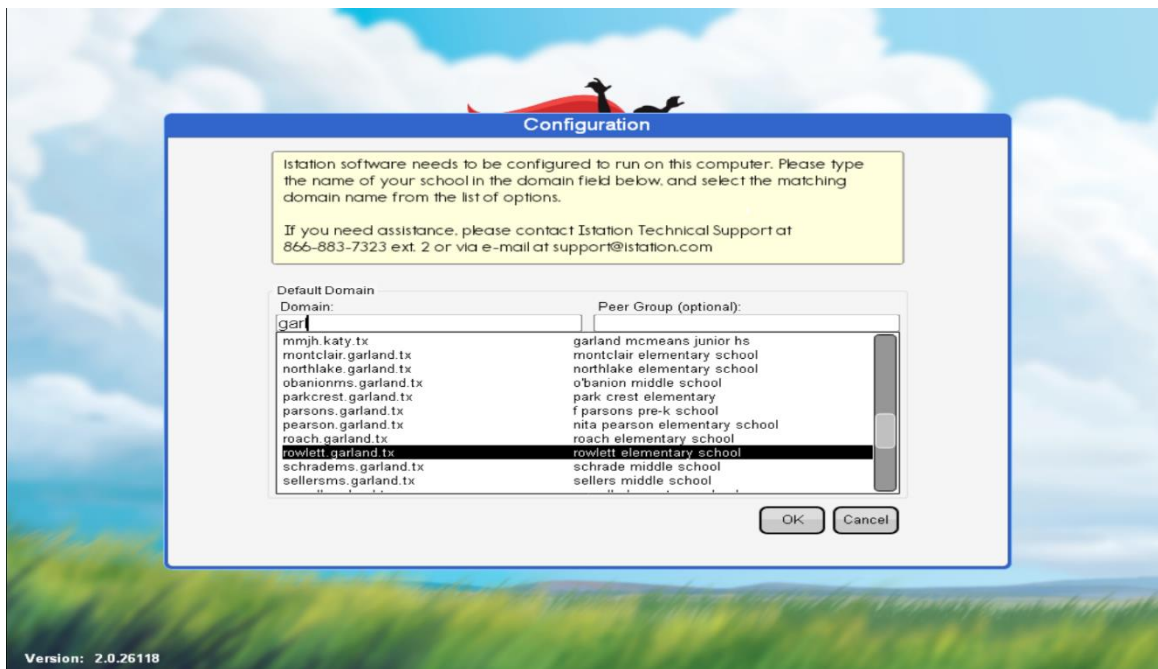 Configuration
Istation software needs to be configured to run on this computer. Please type
the name of your school in the domain field below, and select the matching
domain name from the list of options.
If you need assistance, please contact Istation Technical Support at
866-883-7323 ext. 2 or via e-mail at support@istation.com
Default Domain
Domain: Peer Group (optional):
garl
mmjh.katy.tx garland mcmeans junior hs
montclair.garland.tx montclair elementary school
northlake.garland.tx northlake elementary school
obanionms.garland.tx o'banion middle school
parkcrest.garland.tx park crest elementary
parsons.garland.tx f parsons pre-k school
pearson.garland.tx nita pearson elementary school
roach.garland.tx roach elementary school
rowlett.garland.tx rowlett elementary school
schradems.garland.tx schrade middle school
sellersms.garland.tx sellers middle school
OK Cancel
Version: 2.0.26118